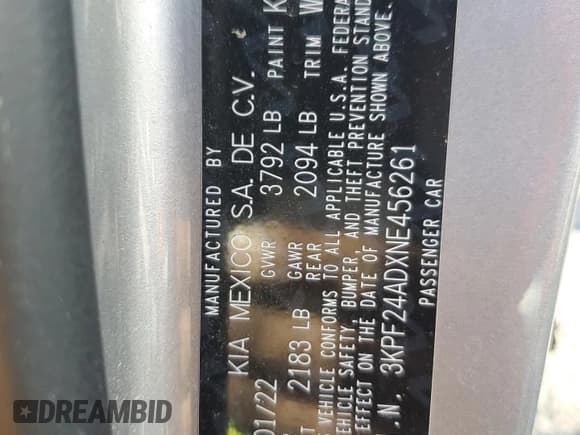 MANUFACTURED BY
KIA MEXICO S.A. DE C.V.
01/22 GVWR 3792 LB PAINT K
2183 LB GAWR REAR 2094 LB TRIM W
VEHICLE CONFORMS TO ALL APPLICABLE U.S.A. FEDERA
VEHICLE SAFETY, BUMPER, AND THEFT PREVENTION STAND
EFFECT ON THE DATE OF MANUFACTURE SHOWN ABOVE.
.N. 3KPF24ADXNE456261
PASSENGER CAR
DREAMBID